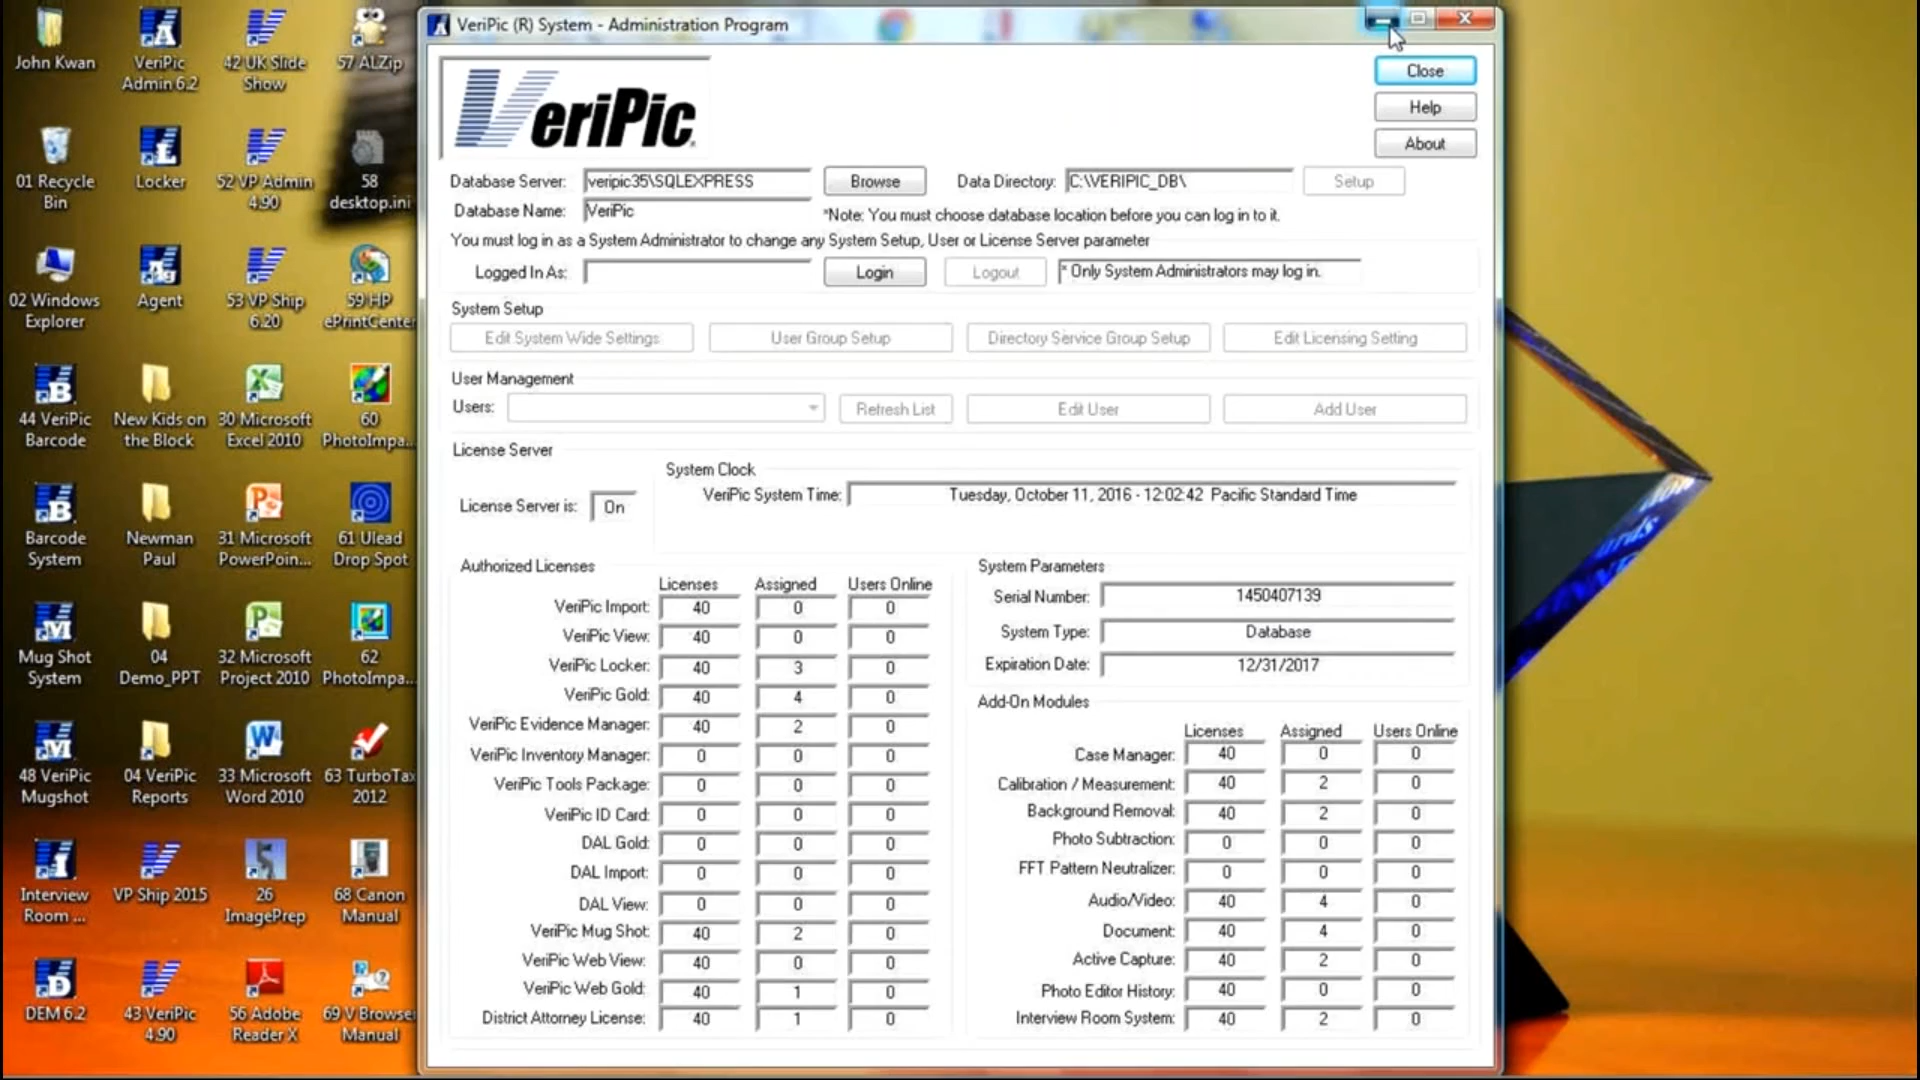 John Kwan
VeriPic
Admin 6.2
42 UK Slide
Show
57 ALZip
01 Recycle
Bin
Locker
52 VP Admin
4.90
58
desktop.ini
02 Windows
Explorer
Agent
53 VP Ship
6.20
59 HP
ePrintCenter
44 VeriPic
Barcode
New Kids on
the Block
30 Microsoft
Excel 2010
60
PhotoImpa...
Barcode
System
Newman
Paul
31 Microsoft
PowerPoin...
61 Ulead
Drop Spot
Mug Shot
System
04
Demo_PPT
32 Microsoft
Project 2010
62
PhotoImpa...
48 VeriPic
Mugshot
04 VeriPic
Reports
33 Microsoft
Word 2010
63 TurboTax
2012
Interview
Room ...
VP Ship 2015
26
ImagePrep
68 Canon
Manual
DEM 6.2
43 VeriPic
4.90
56 Adobe
Reader X
69 V Browser
Manual
VeriPic (R) System - Administration Program
VeriPic
Close
Help
About
Database Server: veripic35\SQLEXPRESS Browse Data Directory: C:\VERIPIC_DB\ Setup
Database Name: VeriPic *Note: You must choose database location before you can log in to it.
You must log in as a System Administrator to change any System Setup, User or License Server parameter
Logged In As: Login Logout * Only System Administrators may log in.
System Setup
Edit System Wide Settings User Group Setup Directory Service Group Setup Edit Licensing Setting
User Management
Users: Refresh List Edit User Add User
License Server
License Server is: On
System Clock
VeriPic System Time: Tuesday, October 11, 2016 - 12:02:42 Pacific Standard Time
Authorized Licenses
Licenses Assigned Users Online
VeriPic Import: 40 0 0
VeriPic View: 40 0 0
VeriPic Locker: 40 3 0
VeriPic Gold: 40 4 0
VeriPic Evidence Manager: 40 2 0
VeriPic Inventory Manager: 0 0 0
VeriPic Tools Package: 0 0 0
VeriPic ID Card: 0 0 0
DAL Gold: 0 0 0
DAL Import: 0 0 0
DAL View: 0 0 0
VeriPic Mug Shot: 40 2 0
VeriPic Web View: 40 0 0
VeriPic Web Gold: 40 1 0
District Attorney License: 40 1 0
System Parameters
Serial Number: 1450407139
System Type: Database
Expiration Date: 12/31/2017
Add-On Modules
Licenses Assigned Users Online
Case Manager: 40 0 0
Calibration / Measurement: 40 2 0
Background Removal: 40 2 0
Photo Subtraction: 0 0 0
FFT Pattern Neutralizer: 0 0 0
Audio/Video: 40 4 0
Document: 40 4 0
Active Capture: 40 2 0
Photo Editor History: 40 0 0
Interview Room System: 40 2 0